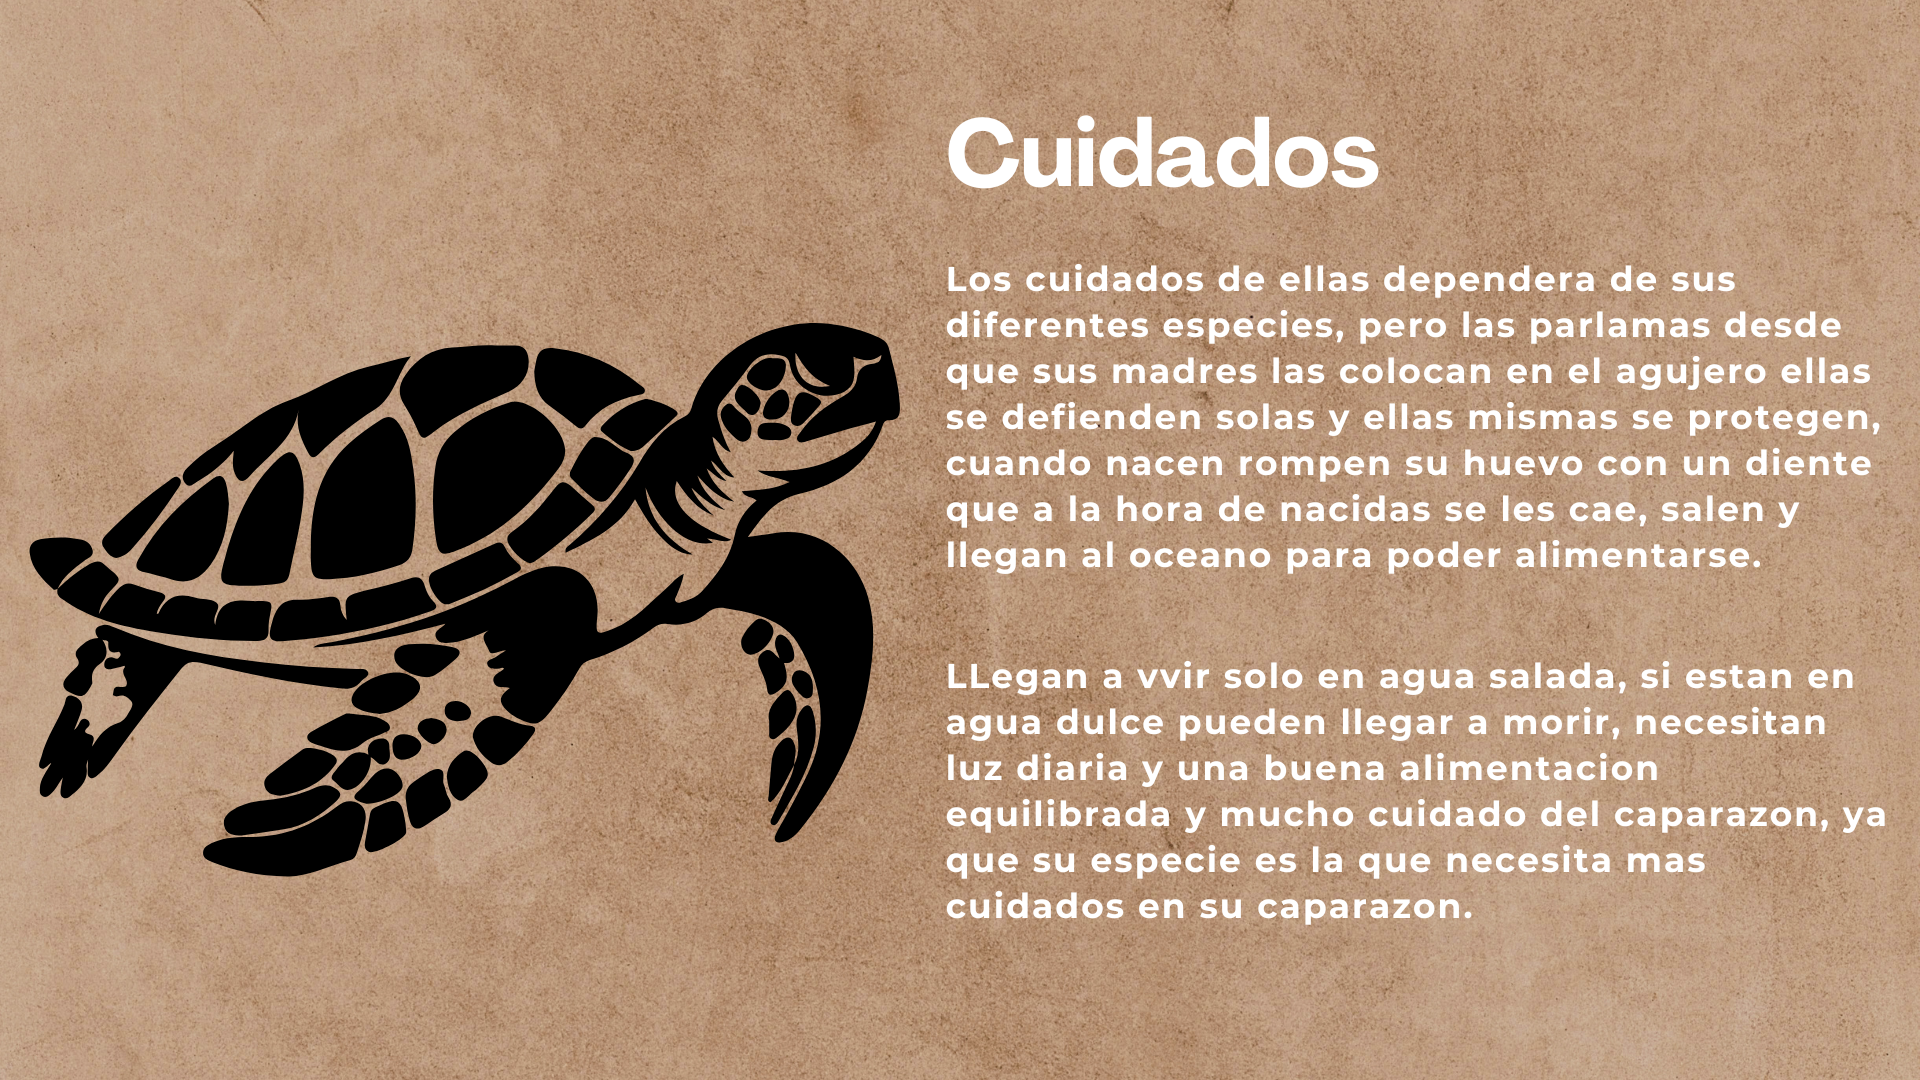 Cuidados
Los cuidados de ellas dependera de sus
diferentes especies, pero las parlamas desde
que sus madres las colocan en el agujero ellas
se defienden solas y ellas mismas se protegen,
cuando nacen rompen su huevo con un diente
que a la hora de nacidas se les cae, salen y
llegan al oceano para poder alimentarse.
LLegan a vvir solo en agua salada, si estan en
agua dulce pueden llegar a morir, necesitan
luz diaria y una buena alimentacion
equilibrada y mucho cuidado del caparazon, ya
que su especie es la que necesita mas
cuidados en su caparazon.